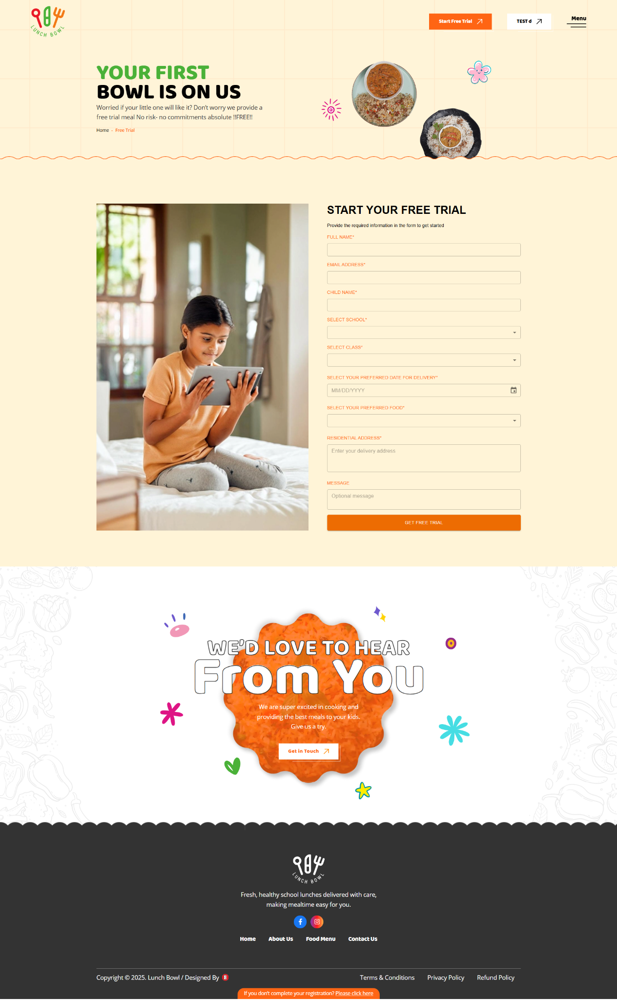 LUNCH BOWL
Start Free Trial
TEST d
Menu
YOUR FIRST
BOWL IS ON US
Worried if your little one will like it? Don't worry we provide a
free trial meal No risk- no commitments absolute !!FREE!!
Home - Free Trial
START YOUR FREE TRIAL
Provide the required information in the form to get started
FULL NAME*
EMAIL ADDRESS*
CHILD NAME*
SELECT SCHOOL*
SELECT CLASS*
SELECT YOUR PREFERRED DATE FOR DELIVERY*
MM/DD/YYYY
SELECT YOUR PREFERRED FOOD*
RESIDENTIAL ADDRESS*
Enter your delivery address
MESSAGE
Optional message
GET FREE TRIAL
WE'D LOVE TO HEAR
From You
We are super excited in cooking and
providing the best meals to your kids.
Give us a try.
Get in Touch
LUNCH BOWL
Fresh, healthy school lunches delivered with care,
making mealtime easy for you.
Home About Us Food Menu Contact Us
Copyright © 2025. Lunch Bowl / Designed By
Terms & Conditions Privacy Policy Refund Policy
If you don't complete your registration? Please click here